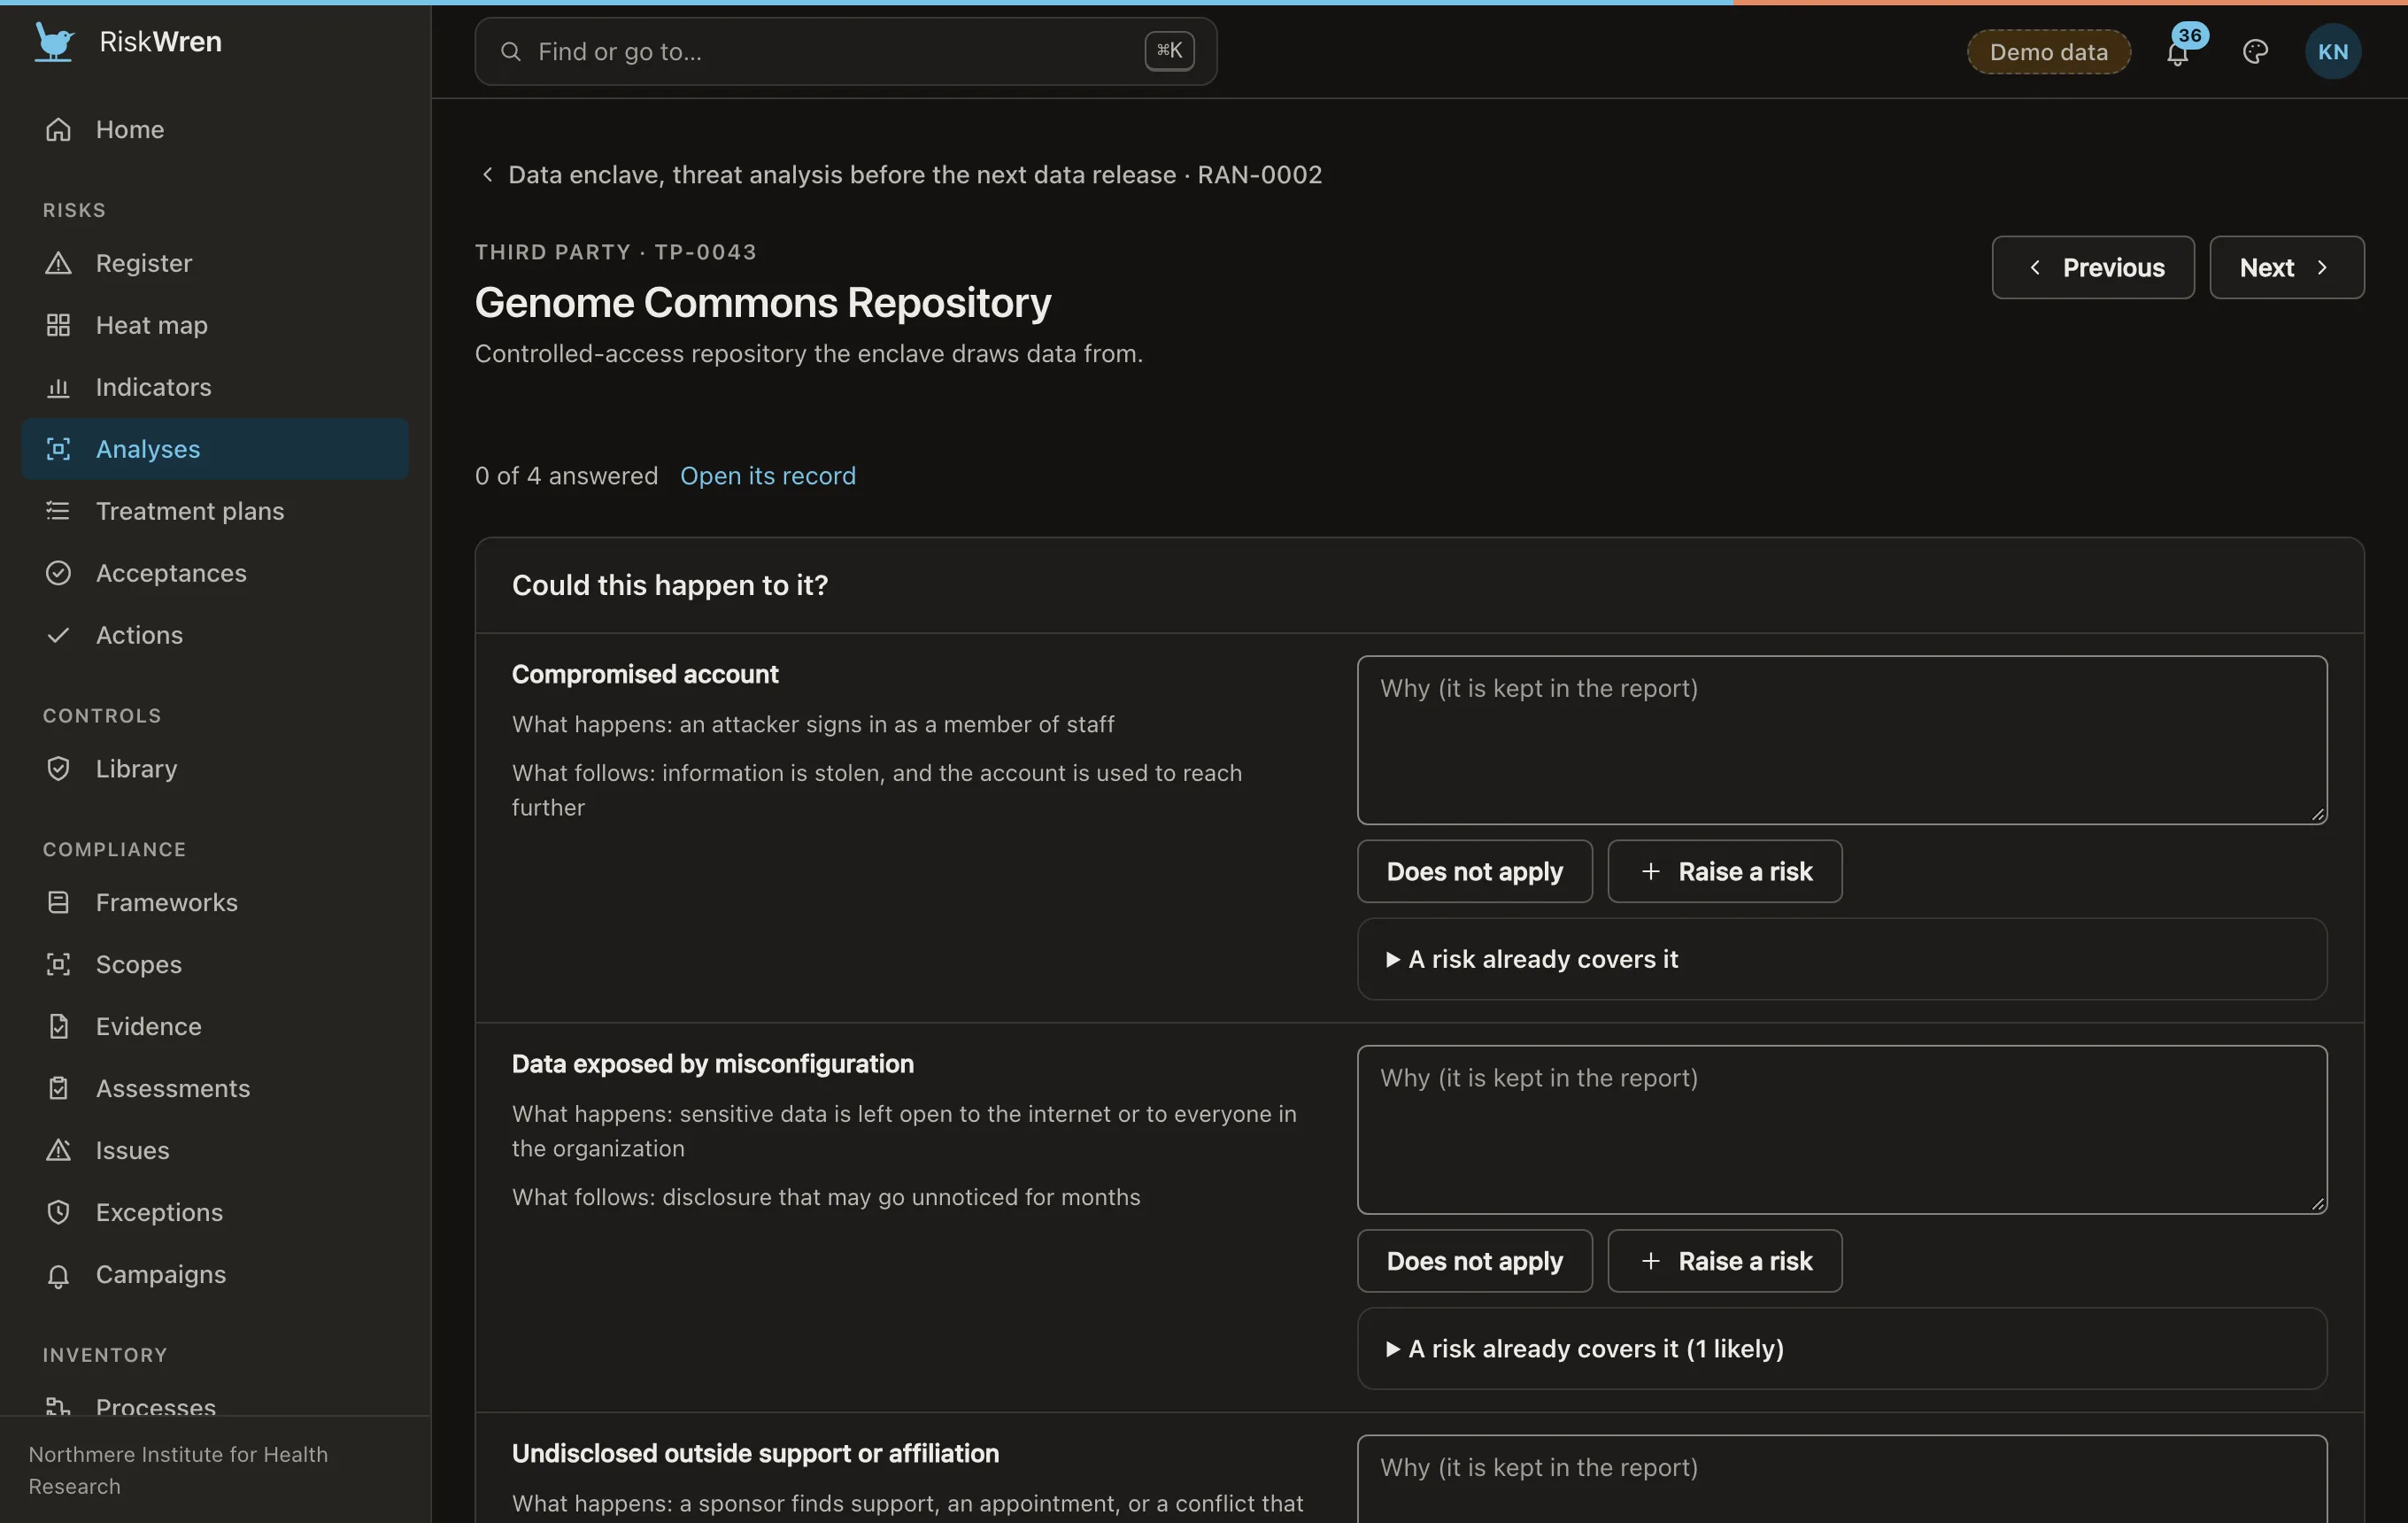 RiskWren
Find or go to...
⌘K
Demo data
36
KN
Home
RISKS
Register
Heat map
Indicators
Analyses
Treatment plans
Acceptances
Actions
CONTROLS
Library
COMPLIANCE
Frameworks
Scopes
Evidence
Assessments
Issues
Exceptions
Campaigns
INVENTORY
Processes
Northmere Institute for Health
Research
Data enclave, threat analysis before the next data release · RAN-0002
THIRD PARTY · TP-0043
Genome Commons Repository
Controlled-access repository the enclave draws data from.
Previous
Next
0 of 4 answered Open its record
Could this happen to it?
Compromised account
What happens: an attacker signs in as a member of staff
What follows: information is stolen, and the account is used to reach
further
Why (it is kept in the report)
Does not apply
Raise a risk
A risk already covers it
Data exposed by misconfiguration
What happens: sensitive data is left open to the internet or to everyone in
the organization
What follows: disclosure that may go unnoticed for months
Why (it is kept in the report)
Does not apply
Raise a risk
A risk already covers it (1 likely)
Undisclosed outside support or affiliation
What happens: a sponsor finds support, an appointment, or a conflict that
Why (it is kept in the report)